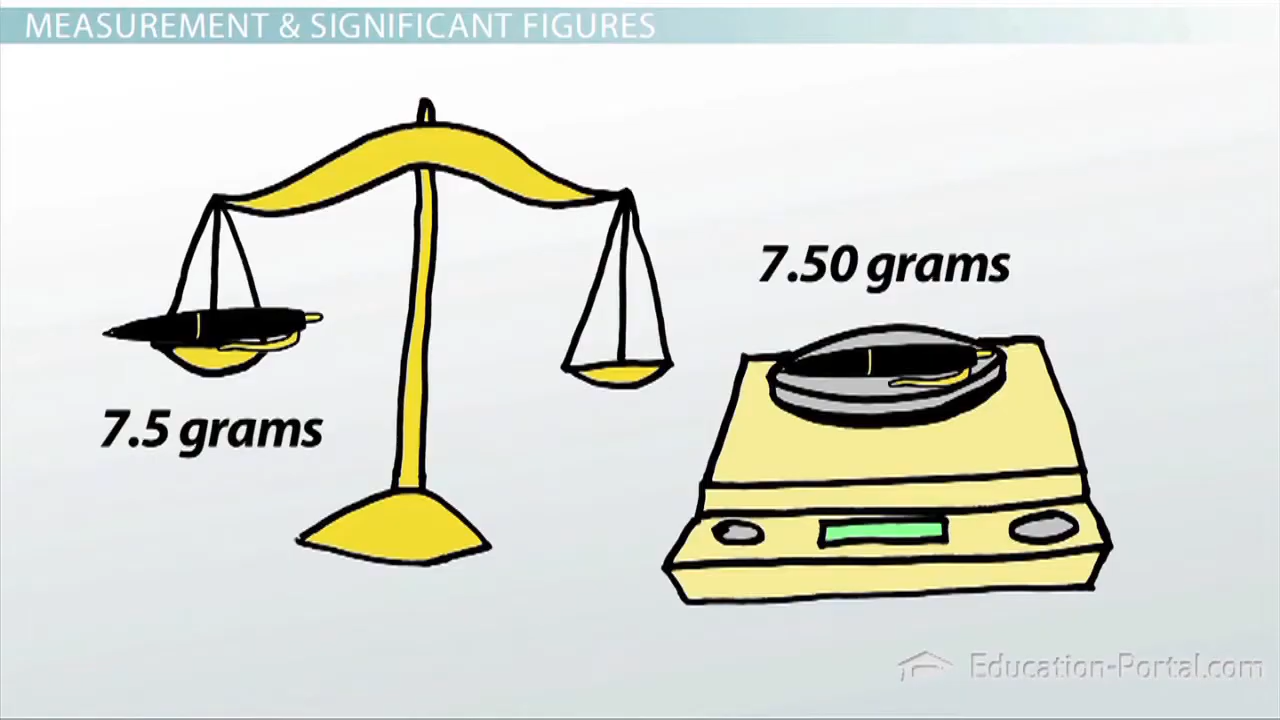 MEASUREMENT & SIGNIFICANT FIGURES
7.50 grams
7.5 grams
Education-Portal.com